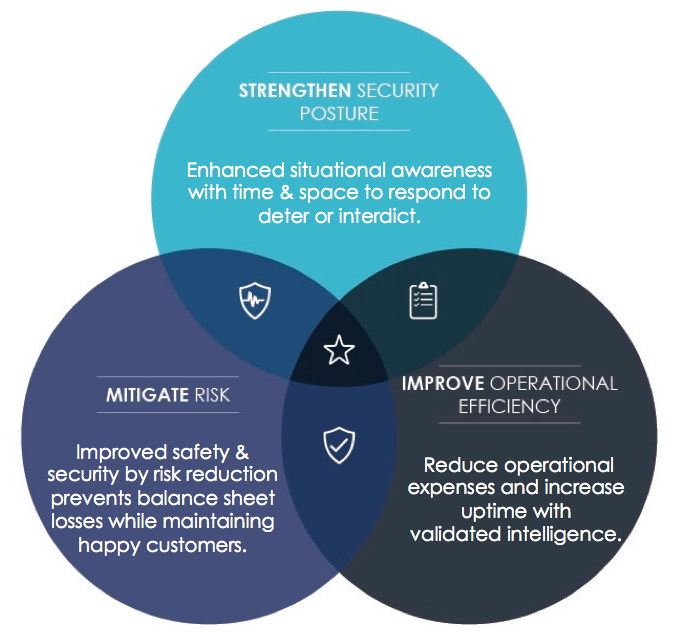 STRENGTHEN SECURITY
POSTURE
Enhanced situational awareness
with time & space to respond to
deter or interdict.
MITIGATE RISK
Improved safety &
security by risk reduction
prevents balance sheet
losses while maintaining
happy customers.
IMPROVE OPERATIONAL
EFFICIENCY
Reduce operational
expenses and increase
uptime with
validated intelligence.